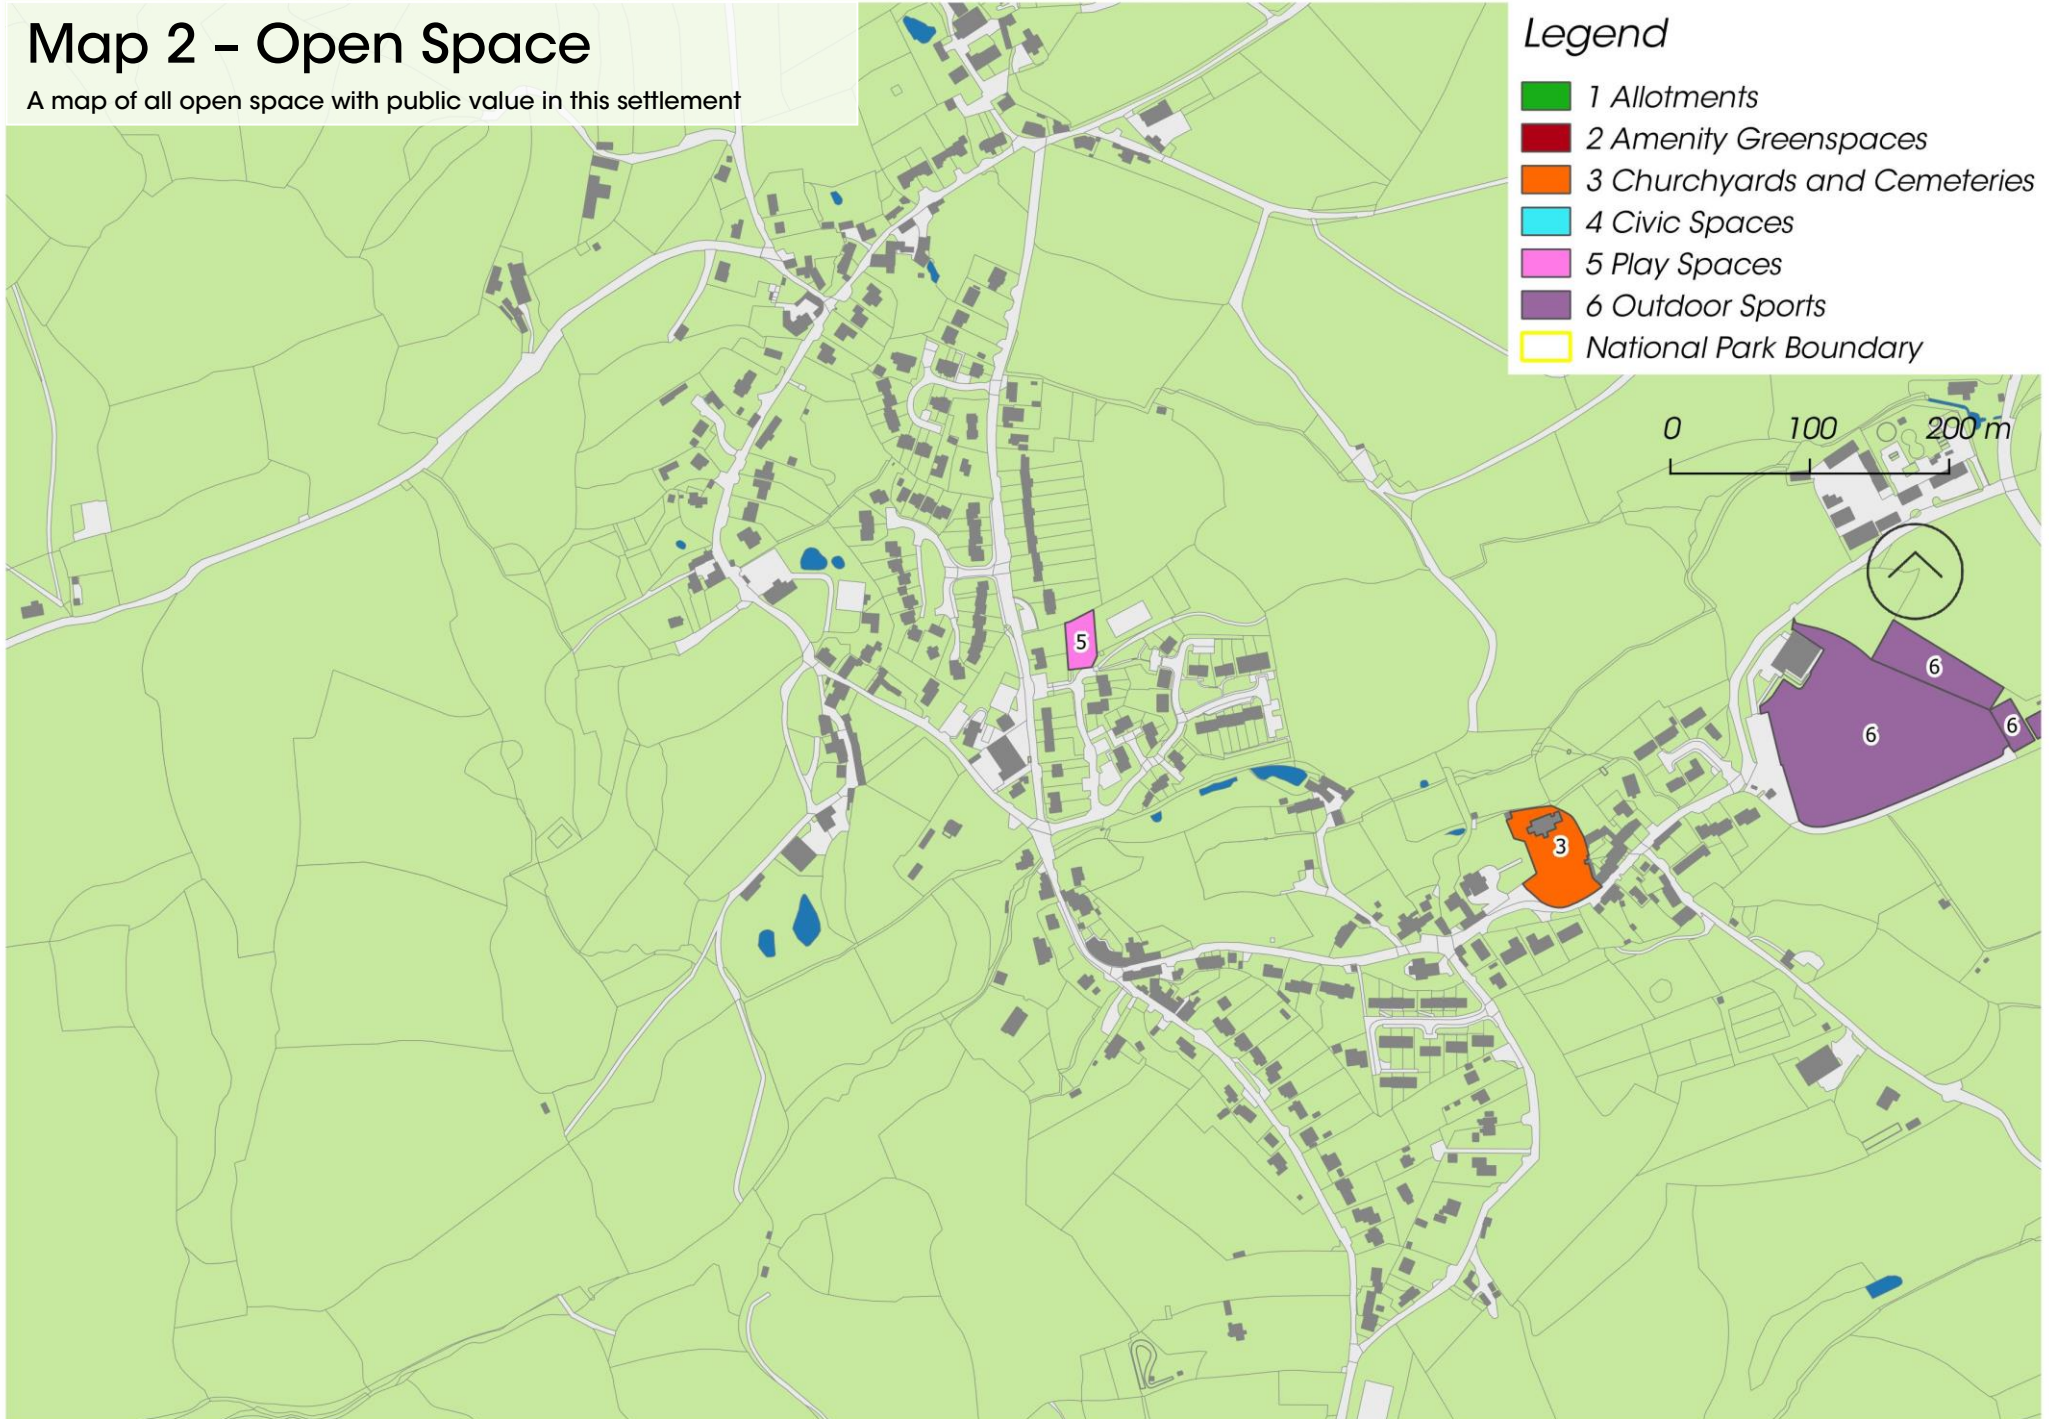 Map 2 – Open Space
A map of all open space with public value in this settlement
Legend
1 Allotments
2 Amenity Greenspaces
3 Churchyards and Cemeteries
4 Civic Spaces
5 Play Spaces
6 Outdoor Sports
National Park Boundary
0 100 200 m
5
6
6
6
3